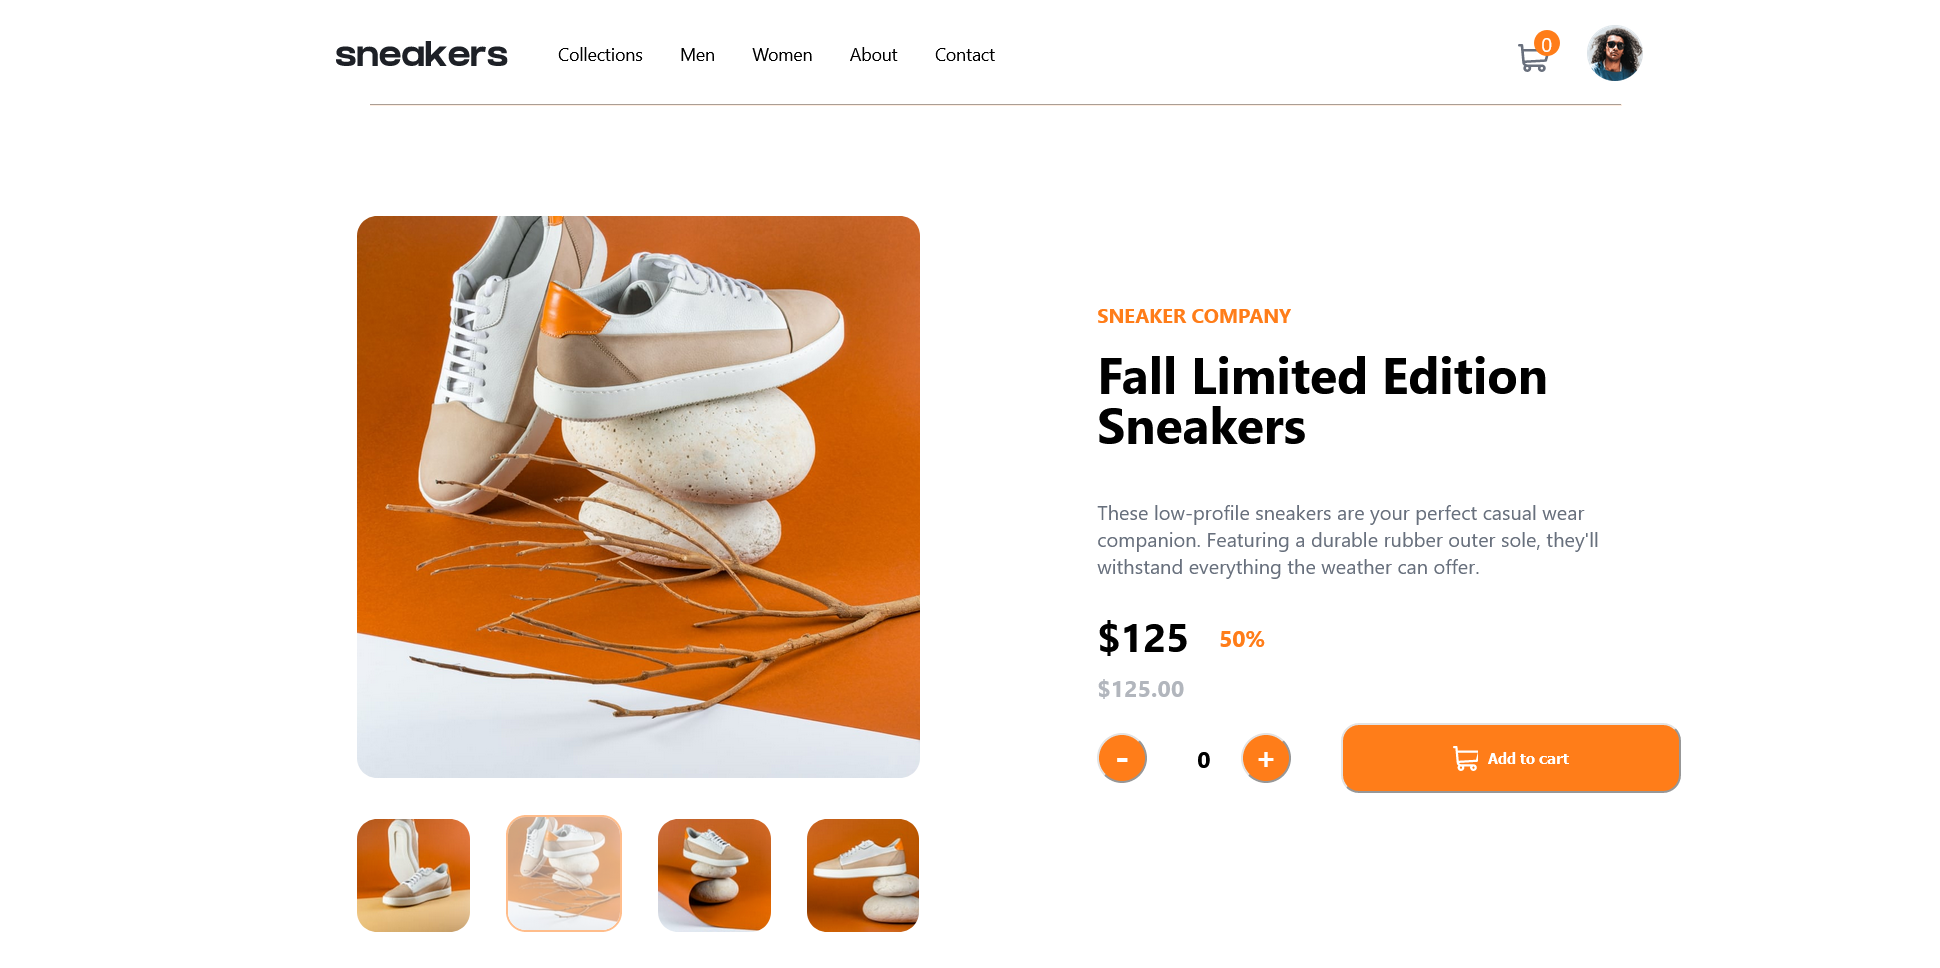 sneakers Collections Men Women About Contact 0
SNEAKER COMPANY
Fall Limited Edition
Sneakers
These low-profile sneakers are your perfect casual wear
companion. Featuring a durable rubber outer sole, they'll
withstand everything the weather can offer.
$125 50%
$125.00
- 0 + Add to cart